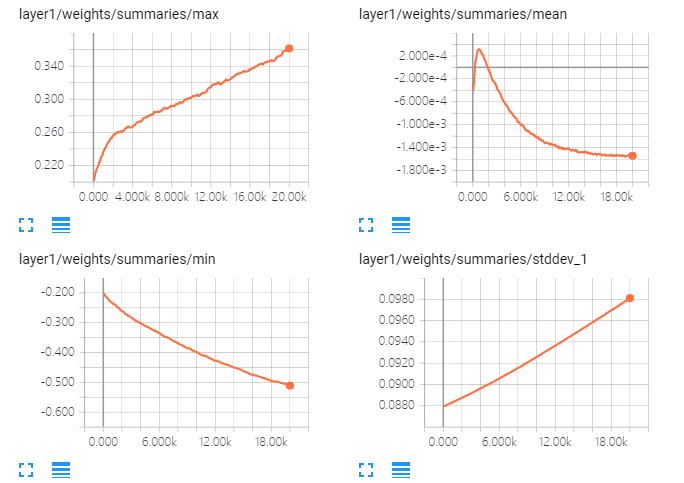 layer1/weights/summaries/max
0.340
0.300
0.260
0.220
0.000 4.000k 8.000k 12.00k 16.00k 20.00k
layer1/weights/summaries/mean
2.000e-4
-2.000e-4
-6.000e-4
-1.000e-3
-1.400e-3
-1.800e-3
0.000 6.000k 12.00k 18.00k
layer1/weights/summaries/min
-0.200
-0.300
-0.400
-0.500
-0.600
0.000 6.000k 12.00k 18.00k
layer1/weights/summaries/stddev_1
0.0980
0.0960
0.0940
0.0920
0.0900
0.0880
0.000 6.000k 12.00k 18.00k